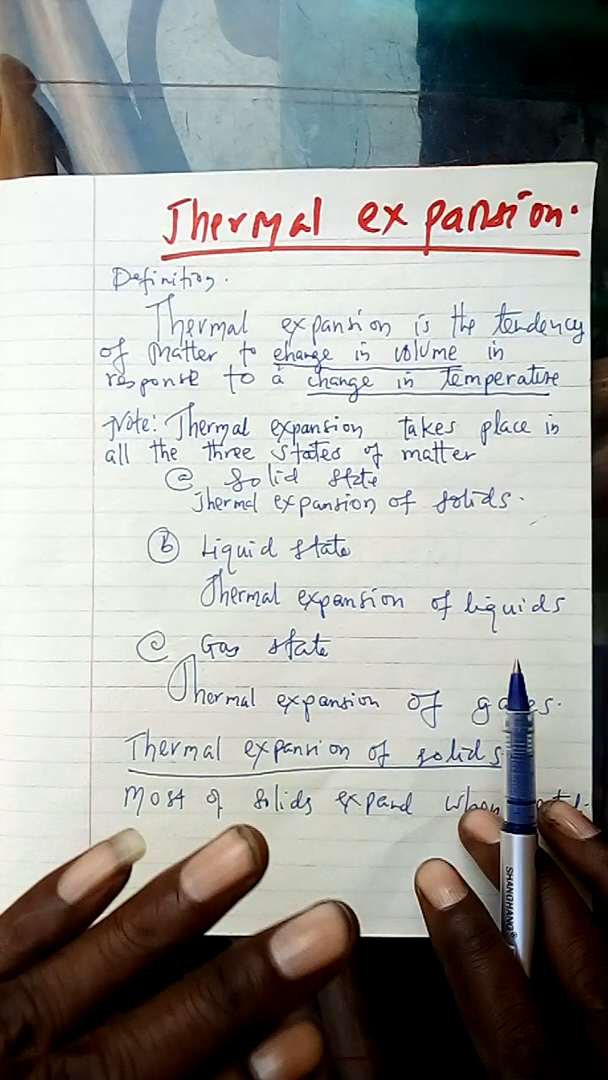 Thermal expansion.
Definition.
Thermal expansion is the tendency
of matter to change in volume in
response to a change in temperature
Note: Thermal expansion takes place in
all the three states of matter
(a) Solid state
Thermal expansion of solids.
(b) Liquid state
Thermal expansion of liquids
(c) Gas state
Thermal expansion of gases.
Thermal expansion of solids
Most of solids expand when
SHANGHANG